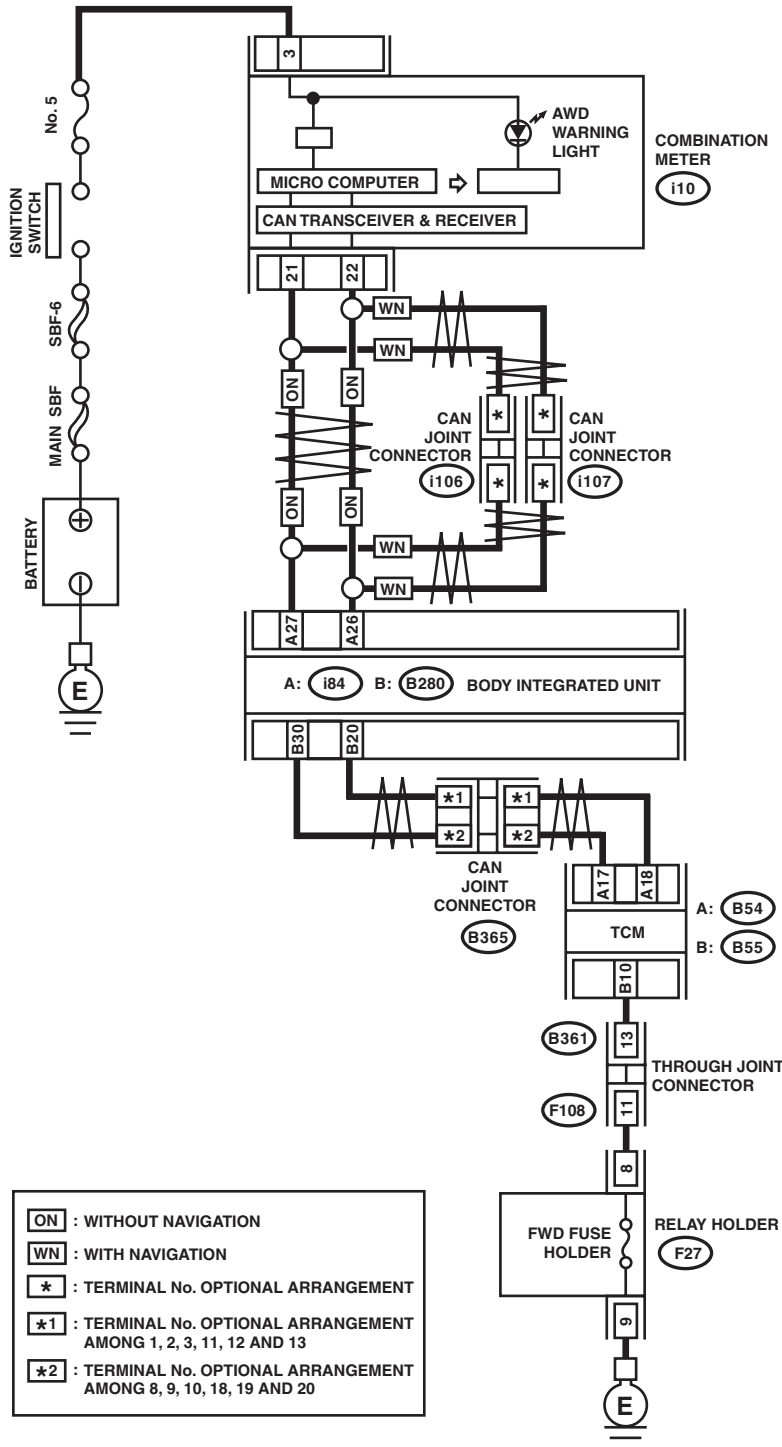 3
No. 5
IGNITION
SWITCH
SBF-6
MAIN SBF
BATTERY
E
AWD
WARNING
LIGHT
MICRO COMPUTER
CAN TRANSCEIVER & RECEIVER
COMBINATION
METER
i10
21
22
WN
WN
ON
ON
ON
ON
*
*
CAN
JOINT
CONNECTOR
i106
CAN
JOINT
CONNECTOR
i107
*
*
WN
WN
A27
A26
A: i84 B: B280 BODY INTEGRATED UNIT
B30
B20
*1
*1
*2
*2
CAN
JOINT
CONNECTOR
B365
A17
A18
TCM
A: B54
B: B55
B10
B361
13
THROUGH JOINT
CONNECTOR
F108
11
8
FWD FUSE
HOLDER
RELAY HOLDER
F27
9
E
ON : WITHOUT NAVIGATION
WN : WITH NAVIGATION
* : TERMINAL No. OPTIONAL ARRANGEMENT
*1 : TERMINAL No. OPTIONAL ARRANGEMENT
AMONG 1, 2, 3, 11, 12 AND 13
*2 : TERMINAL No. OPTIONAL ARRANGEMENT
AMONG 8, 9, 10, 18, 19 AND 20